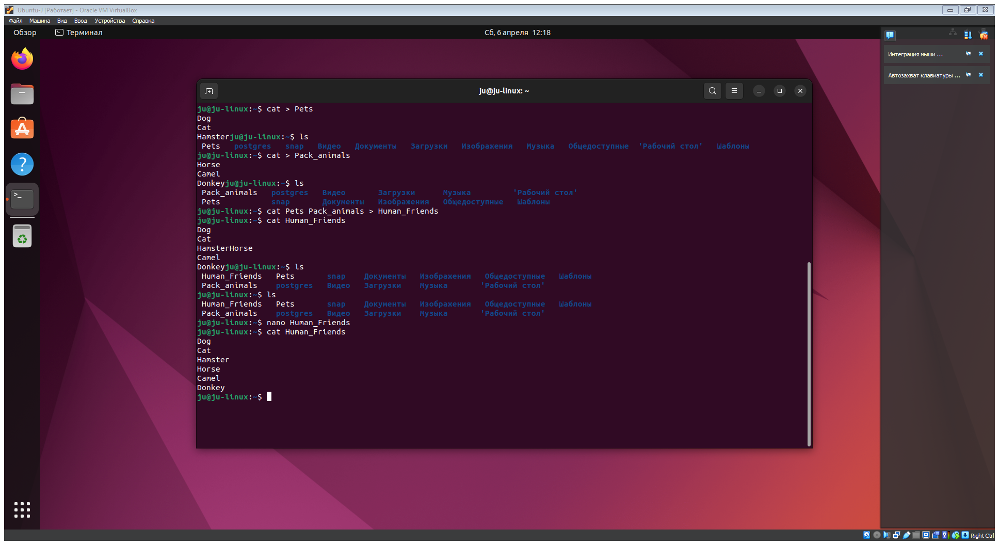 Ubuntu-J [Работает] - Oracle VM VirtualBox
Файл Машина Вид Ввод Устройства Справка
Обзор Терминал Сб, 6 апреля 12:18
Интеграция мыши ...
Автозахват клавиатуры ...
ju@ju-linux: ~
ju@ju-linux:~$ cat > Pets
Dog
Cat
Hamsterju@ju-linux:~$ ls
Pets postgres snap Видео Документы Загрузки Изображения Музыка Общедоступные 'Рабочий стол' Шаблоны
ju@ju-linux:~$ cat > Pack_animals
Horse
Camel
Donkeyju@ju-linux:~$ ls
Pack_animals postgres Видео Загрузки Музыка 'Рабочий стол'
Pets snap Документы Изображения Общедоступные Шаблоны
ju@ju-linux:~$ cat Pets Pack_animals > Human_Friends
ju@ju-linux:~$ cat Human_Friends
Dog
Cat
HamsterHorse
Camel
Donkeyju@ju-linux:~$ ls
Human_Friends Pets snap Документы Изображения Общедоступные Шаблоны
Pack_animals postgres Видео Загрузки Музыка 'Рабочий стол'
ju@ju-linux:~$ ls
Human_Friends Pets snap Документы Изображения Общедоступные Шаблоны
Pack_animals postgres Видео Загрузки Музыка 'Рабочий стол'
ju@ju-linux:~$ nano Human_Friends
ju@ju-linux:~$ cat Human_Friends
Dog
Cat
Hamster
Horse
Camel
Donkey
ju@ju-linux:~$
Right Ctrl